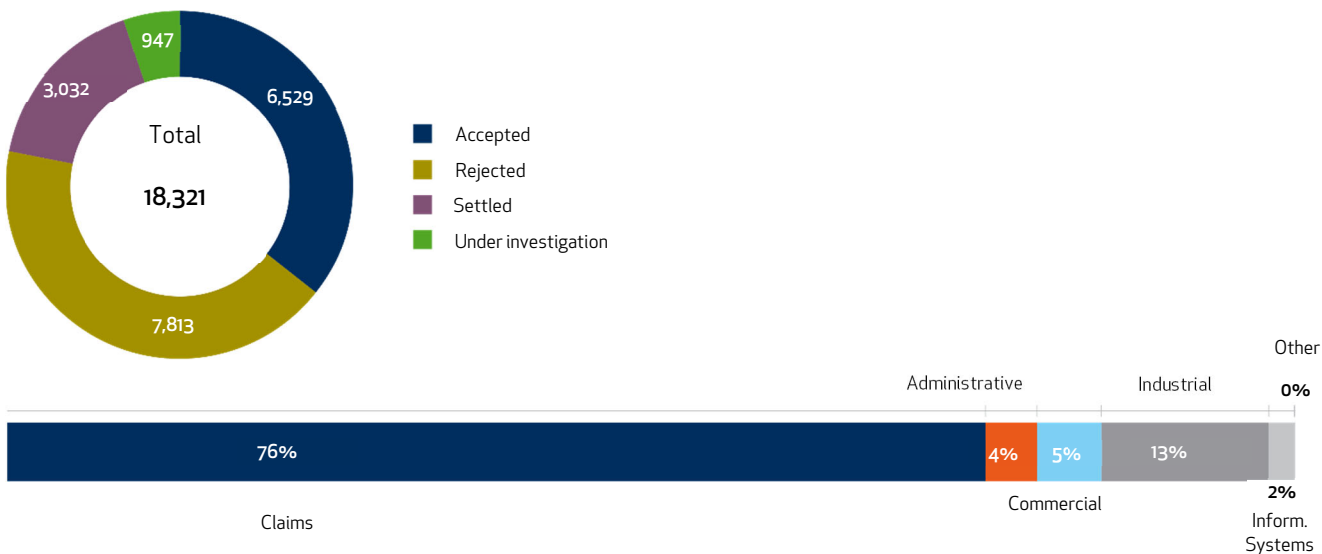 947
3,032
6,529
Total
18,321
7,813
Accepted
Rejected
Settled
Under investigation
Other
Administrative
Industrial
0%
76%
4%
5%
13%
2%
Claims
Commercial
Inform.
Systems